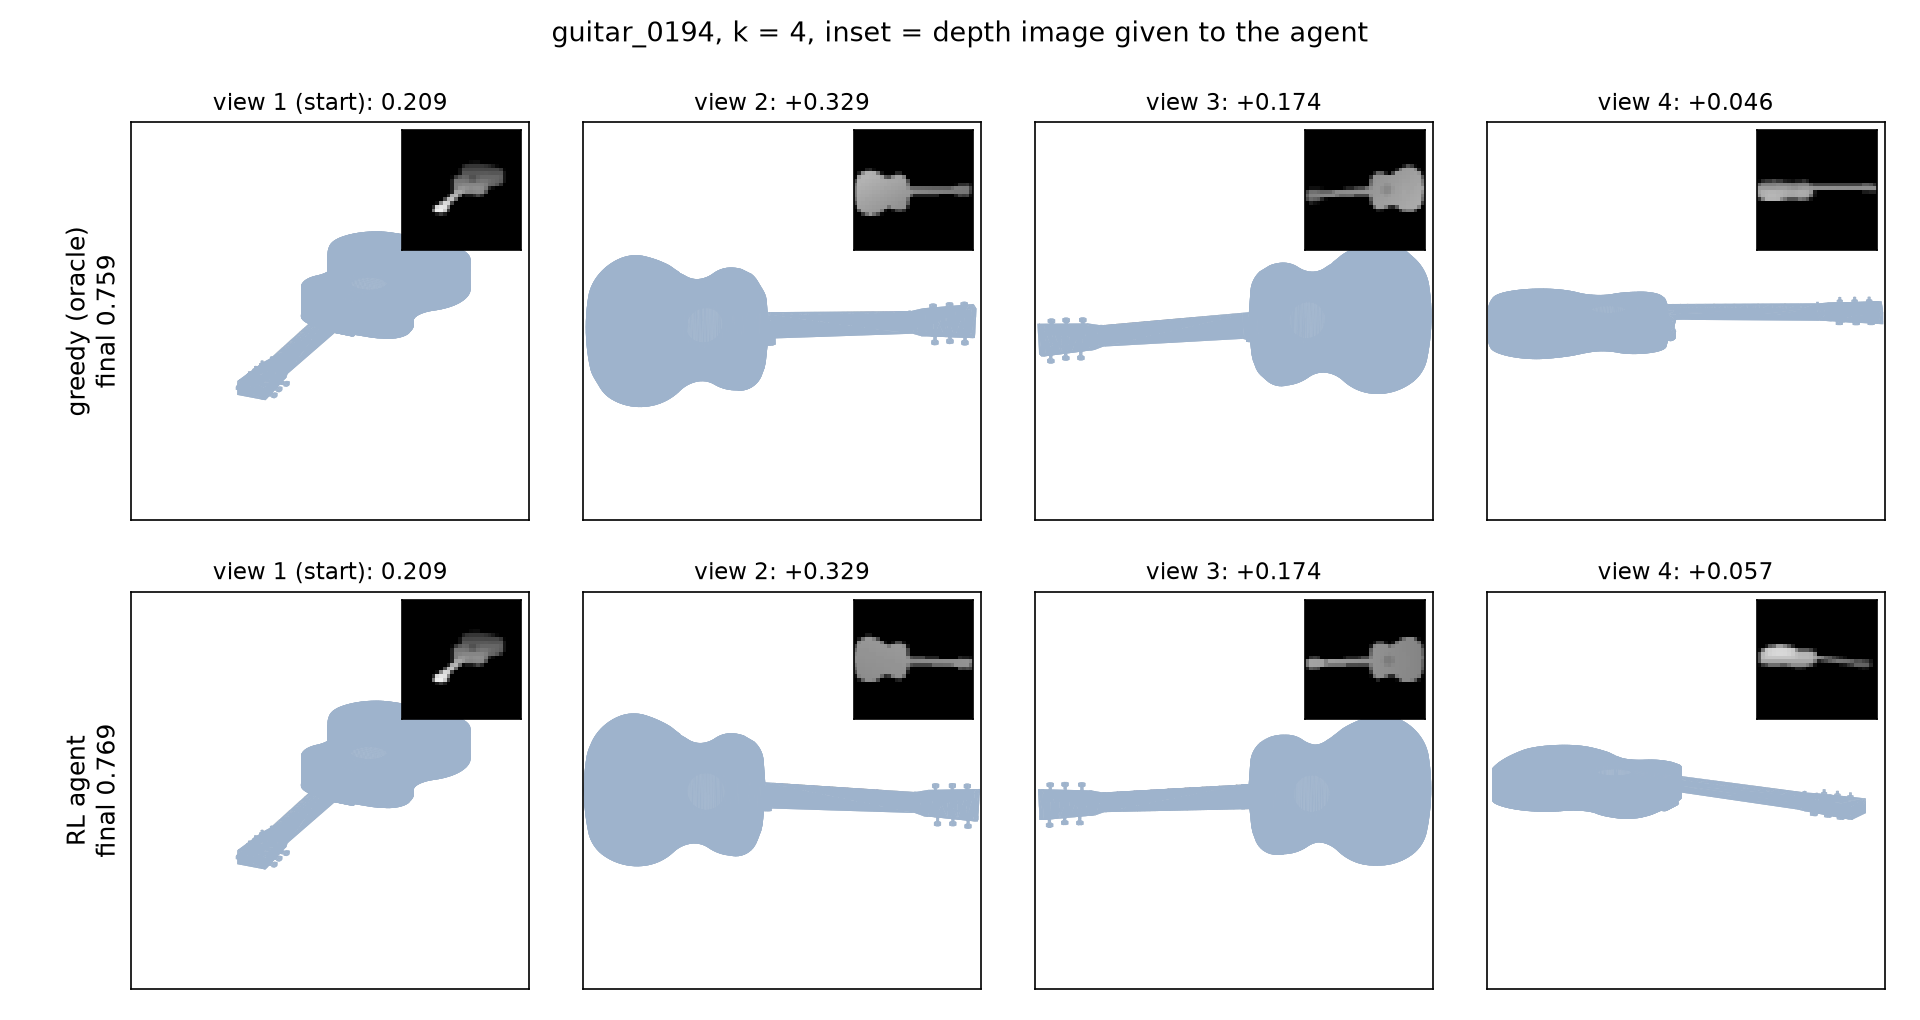 guitar_0194, k = 4, inset = depth image given to the agent
greedy (oracle)
final 0.759
view 1 (start): 0.209
view 2: +0.329
view 3: +0.174
view 4: +0.046
RL agent
final 0.769
view 1 (start): 0.209
view 2: +0.329
view 3: +0.174
view 4: +0.057